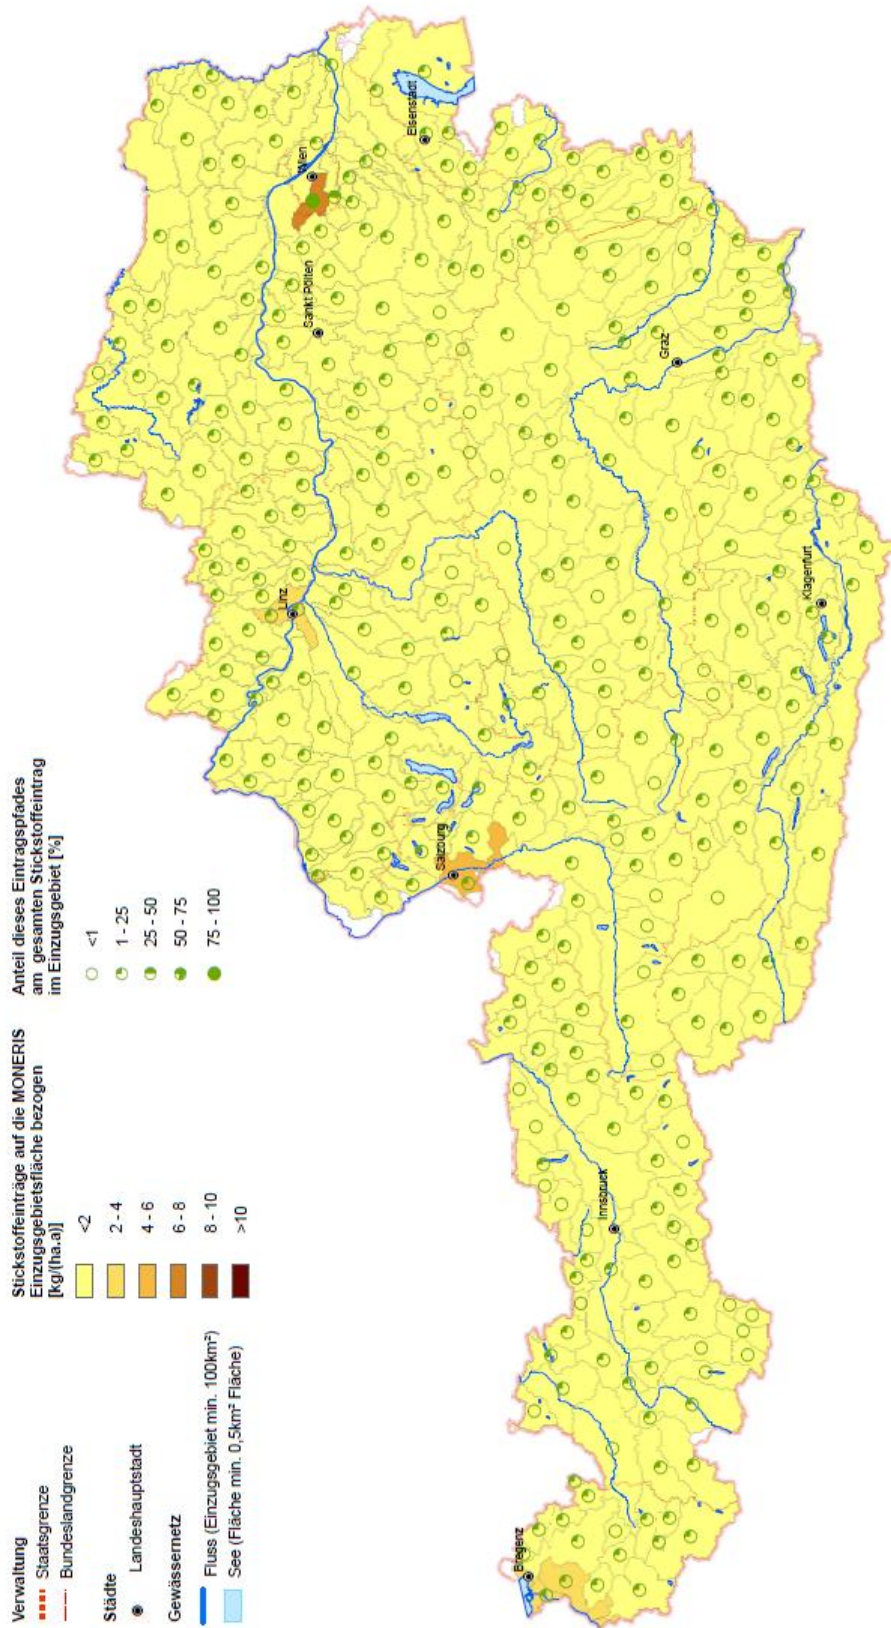 Verwaltung
Staatsgrenze
Bundeslandgrenze
Städte
Landeshauptstadt
Gewässernetz
Fluss (Einzugsgebiet min. 100km²)
See (Fläche min. 0,5km² Fläche)
Stickstoffeinträge auf die MONERIS
Einzugsgebietsfläche bezogen
[kg/(ha.a)]
<2
2 - 4
4 - 6
6 - 8
8 - 10
>10
Anteil dieses Eintragspfades
am gesamten Stickstoffeintrag
im Einzugsgebiet [%]
<1
1 - 25
25 - 50
50 - 75
75 - 100
Linz
Wien
Sankt Pölten
Eisenstadt
Salzburg
Bregenz
Innsbruck
Graz
Klagenfurt